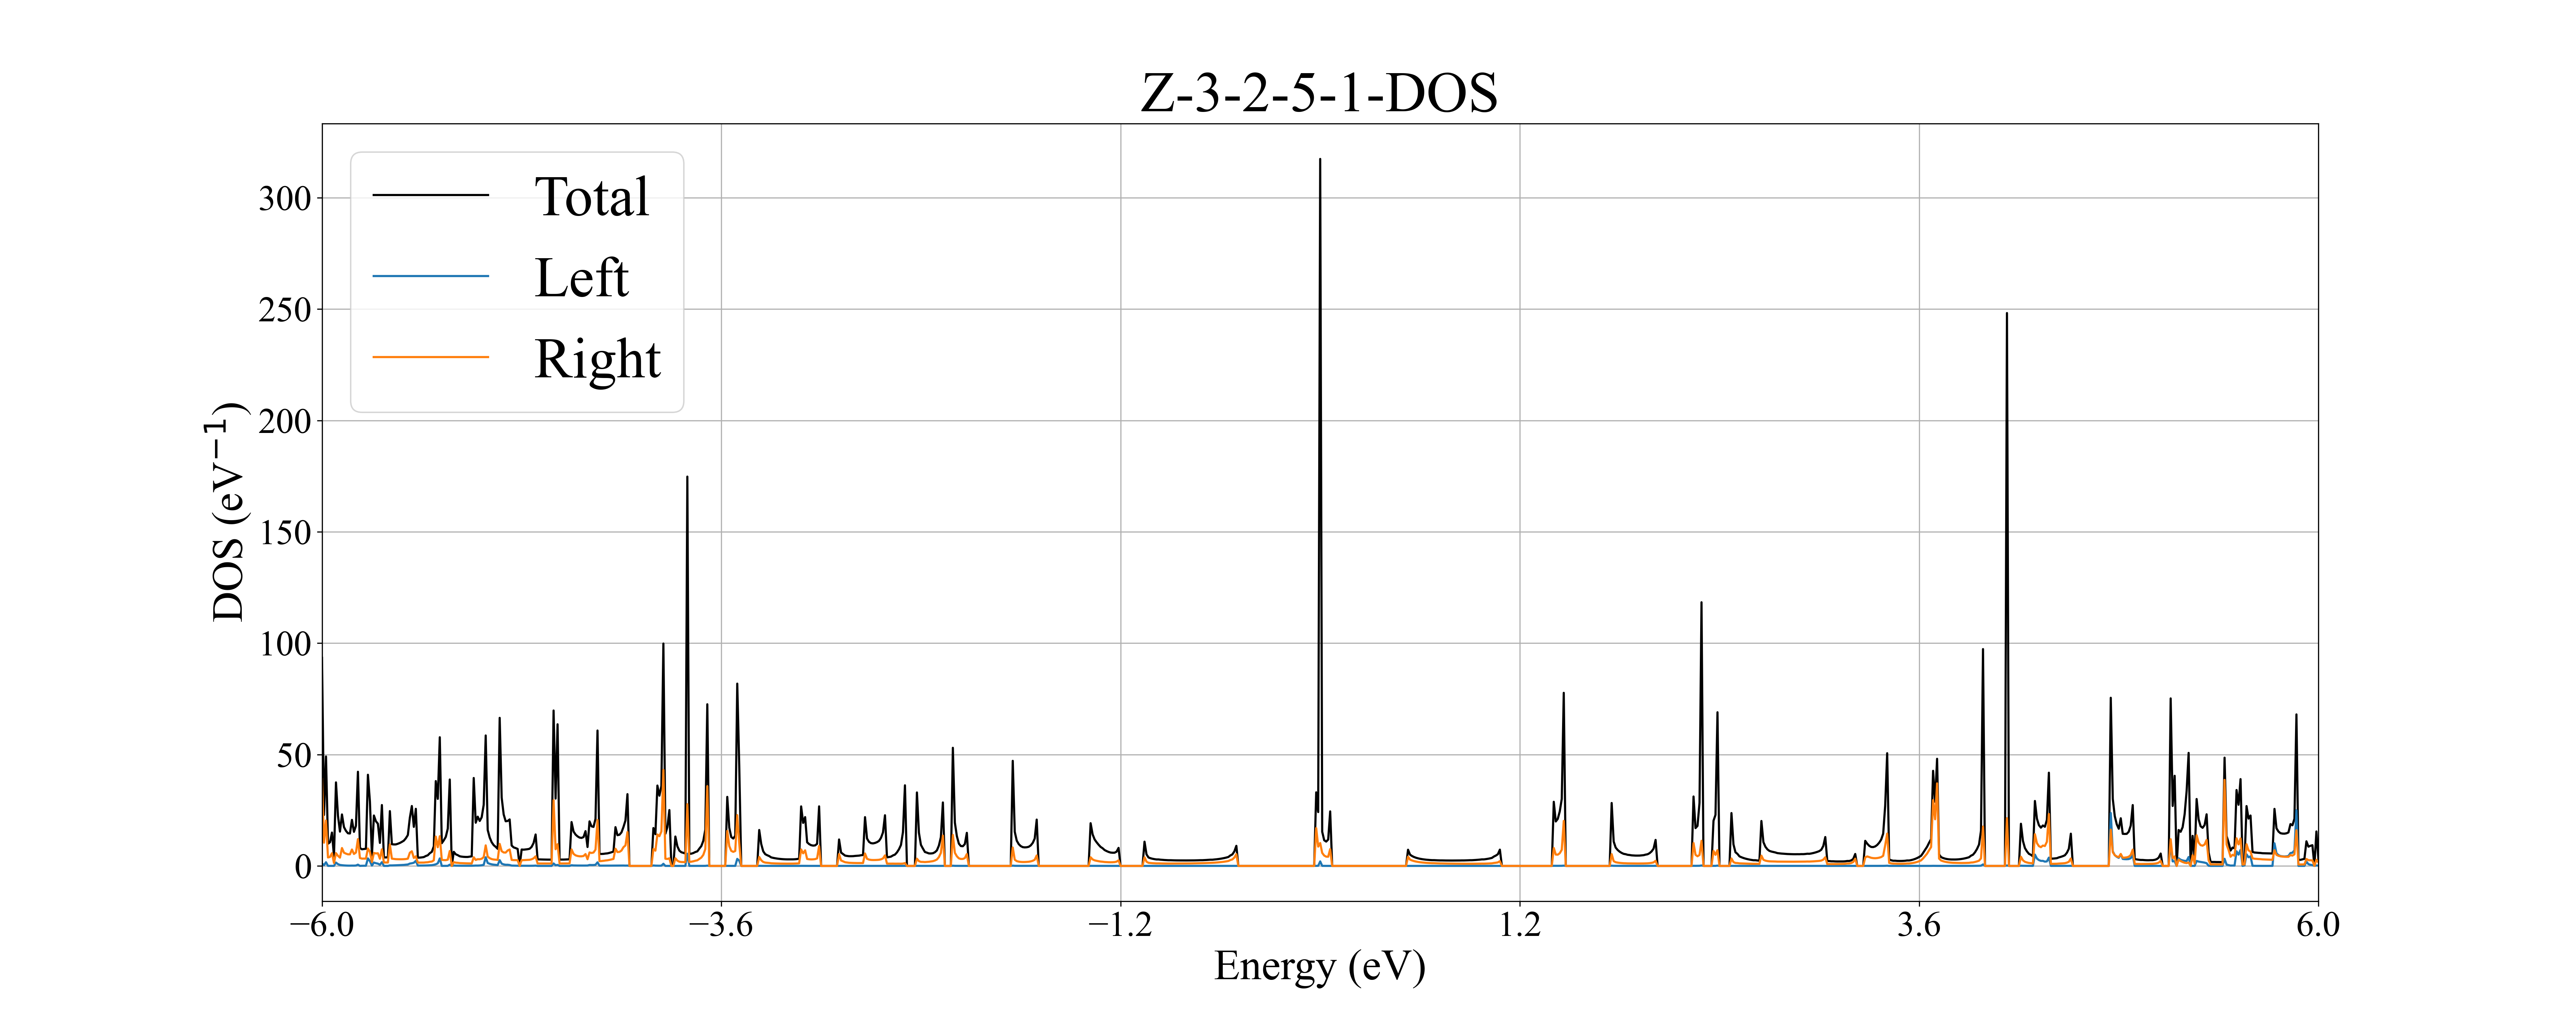 Z-3-2-5-1-DOS
Total
Left
Right
DOS (eV⁻¹)
300
250
200
150
100
50
0
−6.0 −3.6 −1.2 1.2 3.6 6.0
Energy (eV)